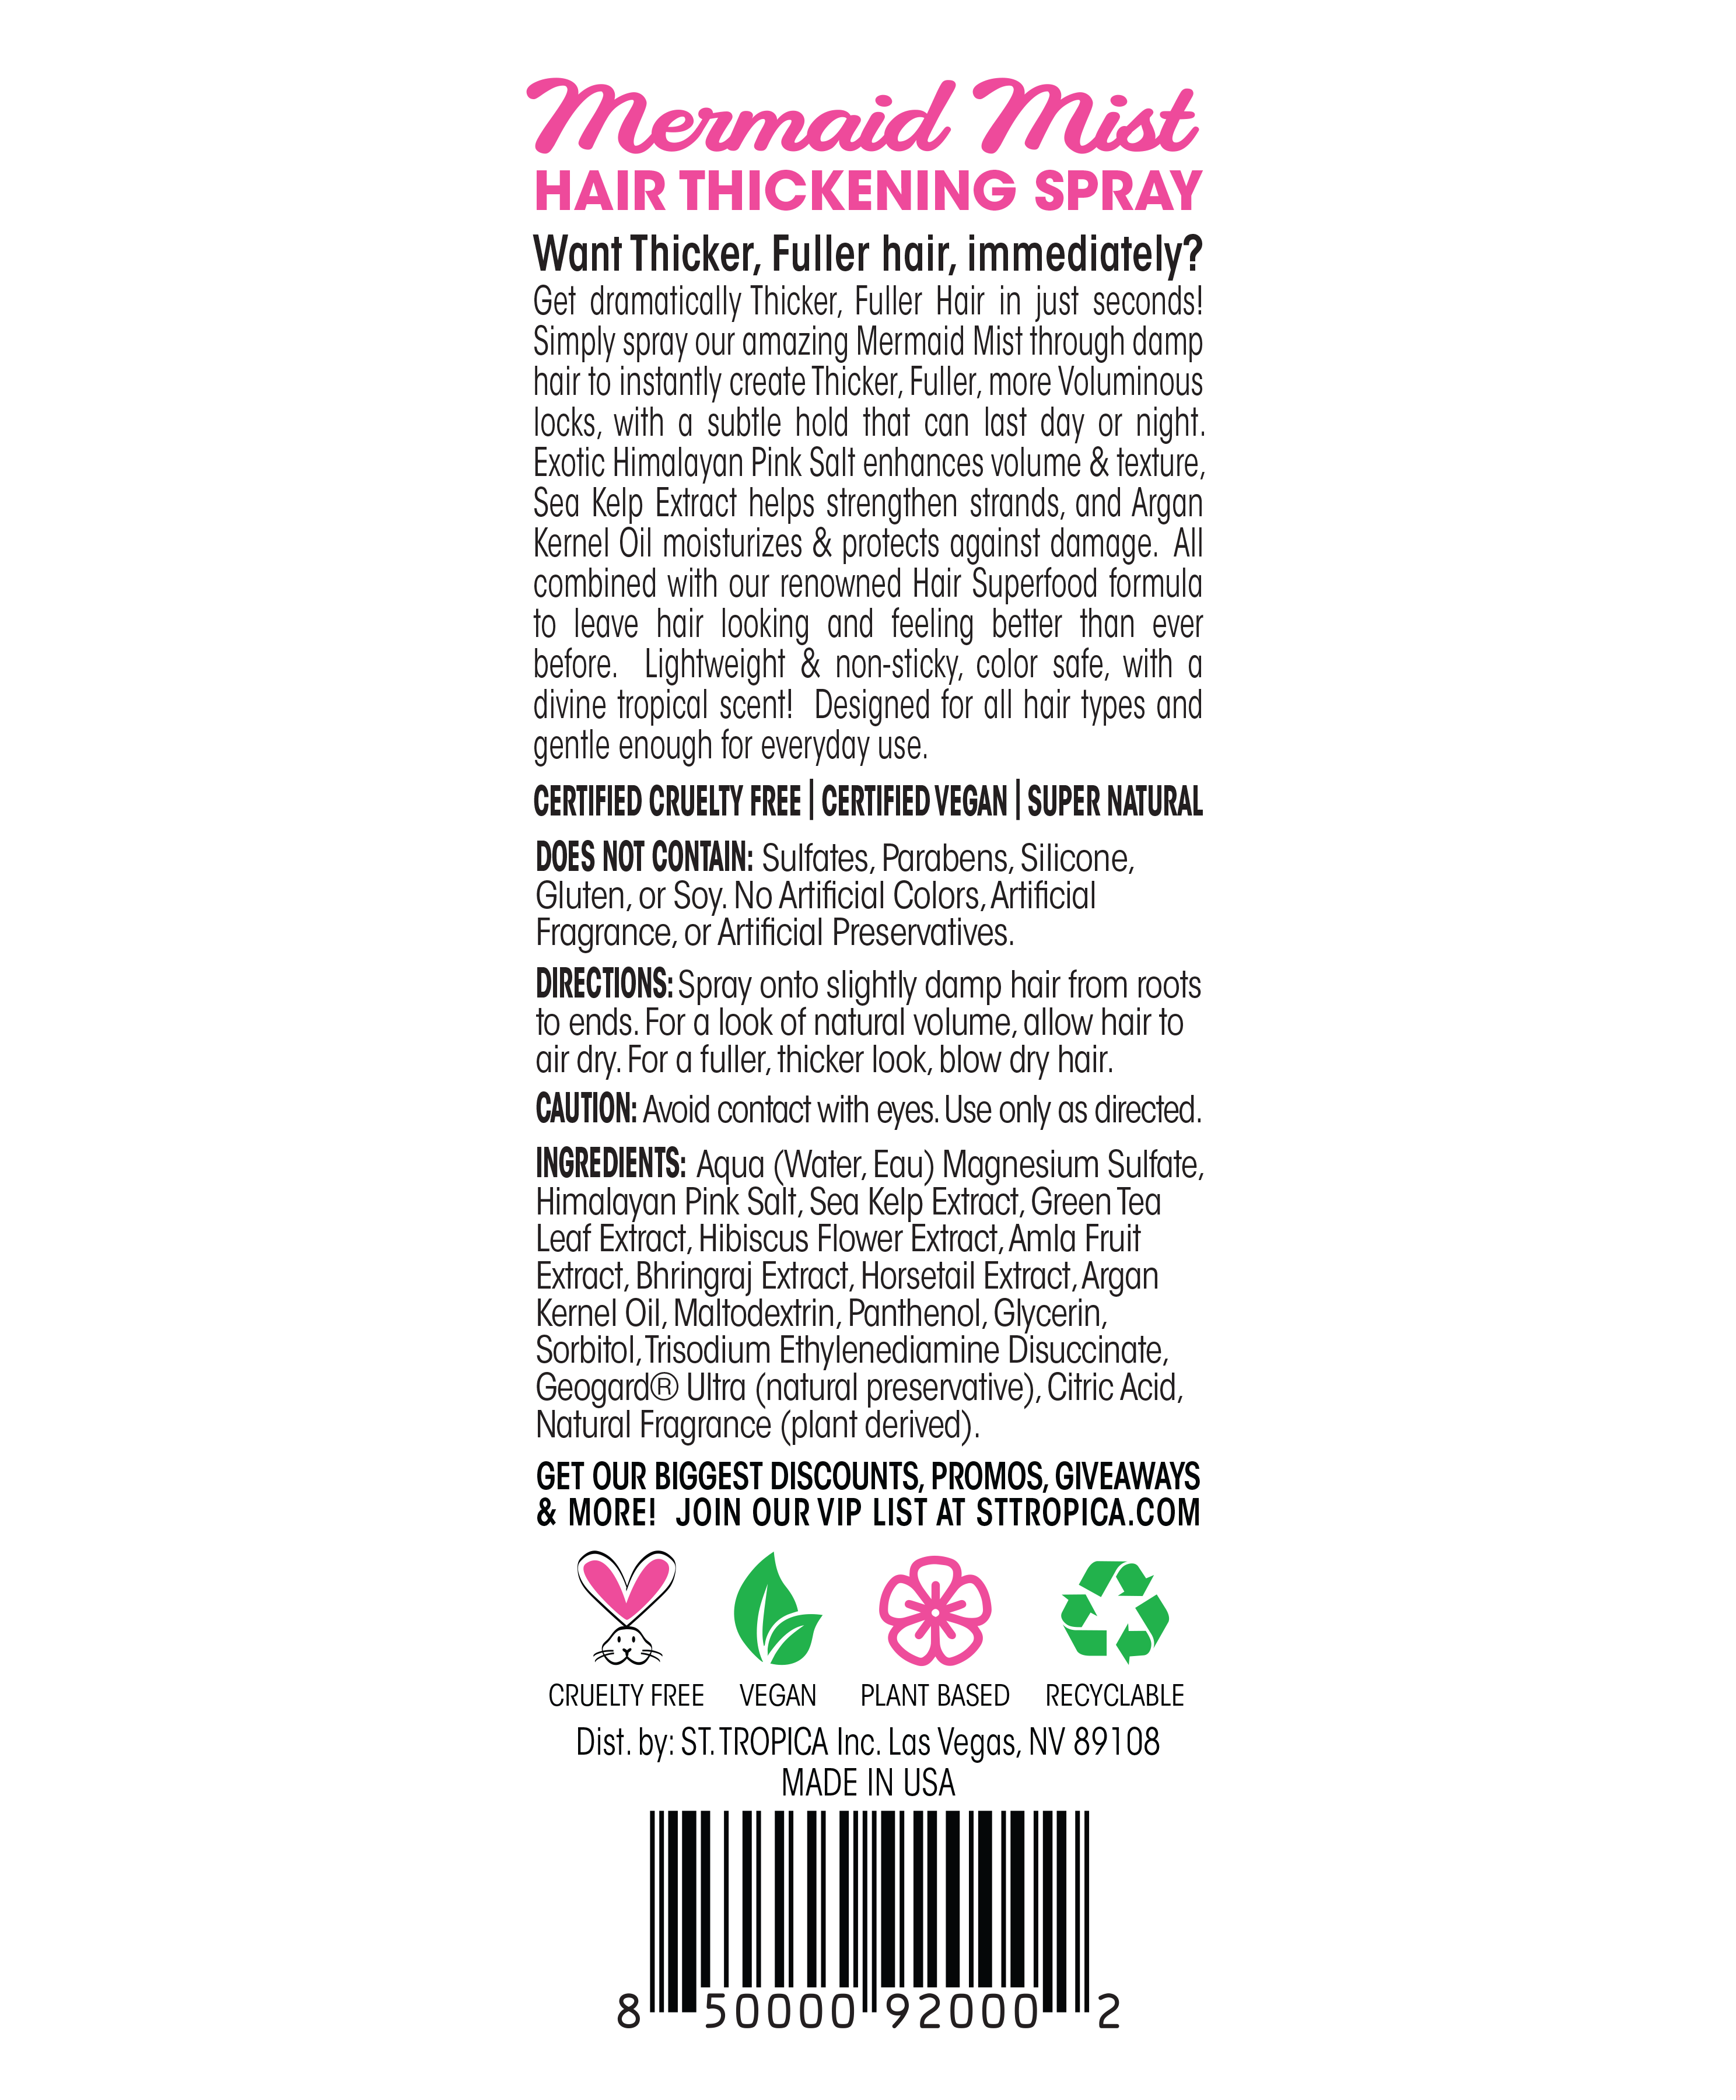 Mermaid Mist
HAIR THICKENING SPRAY
Want Thicker, Fuller hair, immediately?
Get dramatically Thicker, Fuller Hair in just seconds!
Simply spray our amazing Mermaid Mist through damp
hair to instantly create Thicker, Fuller, more Voluminous
locks, with a subtle hold that can last day or night.
Exotic Himalayan Pink Salt enhances volume & texture,
Sea Kelp Extract helps strengthen strands, and Argan
Kernel Oil moisturizes & protects against damage. All
combined with our renowned Hair Superfood formula
to leave hair looking and feeling better than ever
before. Lightweight & non-sticky, color safe, with a
divine tropical scent! Designed for all hair types and
gentle enough for everyday use.
CERTIFIED CRUELTY FREE | CERTIFIED VEGAN | SUPER NATURAL
DOES NOT CONTAIN: Sulfates, Parabens, Silicone,
Gluten, or Soy. No Artificial Colors, Artificial
Fragrance, or Artificial Preservatives.
DIRECTIONS: Spray onto slightly damp hair from roots
to ends. For a look of natural volume, allow hair to
air dry. For a fuller, thicker look, blow dry hair.
CAUTION: Avoid contact with eyes. Use only as directed.
INGREDIENTS: Aqua (Water, Eau) Magnesium Sulfate,
Himalayan Pink Salt, Sea Kelp Extract, Green Tea
Leaf Extract, Hibiscus Flower Extract, Amla Fruit
Extract, Bhringraj Extract, Horsetail Extract, Argan
Kernel Oil, Maltodextrin, Panthenol, Glycerin,
Sorbitol, Trisodium Ethylenediamine Disuccinate,
Geogard® Ultra (natural preservative), Citric Acid,
Natural Fragrance (plant derived).
GET OUR BIGGEST DISCOUNTS, PROMOS, GIVEAWAYS
& MORE! JOIN OUR VIP LIST AT STTROPICA.COM
CRUELTY FREE VEGAN PLANT BASED RECYCLABLE
Dist. by: ST. TROPICA Inc. Las Vegas, NV 89108
MADE IN USA
8 50000 92000 2